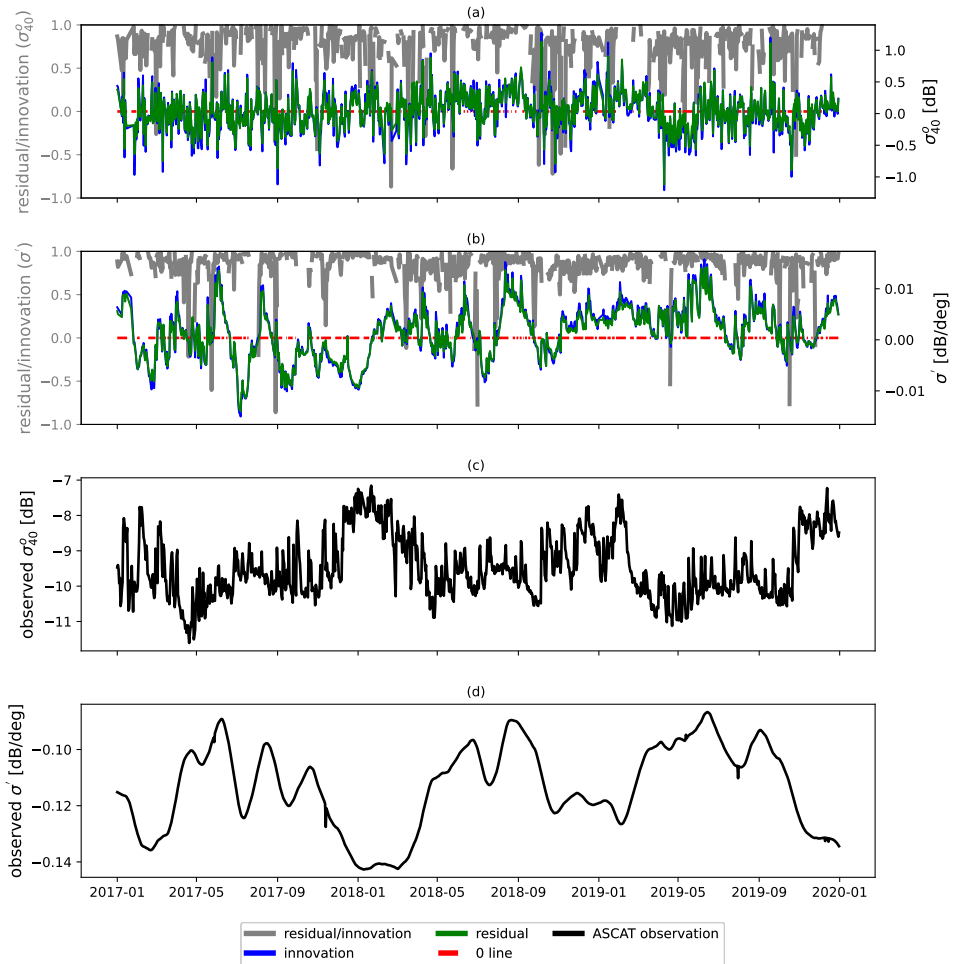 (a)
residual/innovation (σ₄₀ᵒ)
1.0
0.5
0.0
−0.5
−1.0
1.0
0.5
0.0
−0.5
−1.0
σ₄₀ᵒ [dB]
(b)
residual/innovation (σ′)
1.0
0.5
0.0
−0.5
−1.0
0.01
0.00
−0.01
σ′ [dB/deg]
(c)
observed σ₄₀ᵒ [dB]
−7
−8
−9
−10
−11
(d)
observed σ′ [dB/deg]
−0.10
−0.12
−0.14
2017-01 2017-05 2017-09 2018-01 2018-05 2018-09 2019-01 2019-05 2019-09 2020-01
residual/innovation residual ASCAT observation
innovation 0 line